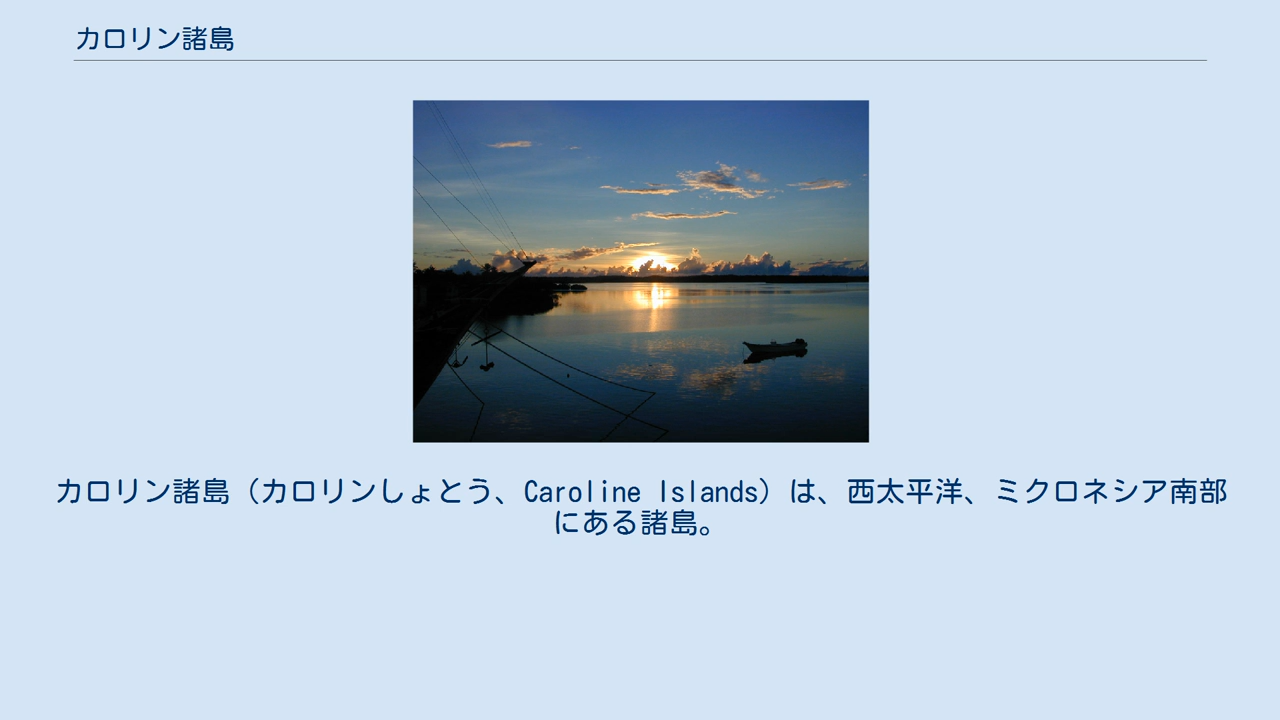 カロリン諸島
カロリン諸島（カロリンしょとう、Caroline Islands）は、西太平洋、ミクロネシア南部
にある諸島。